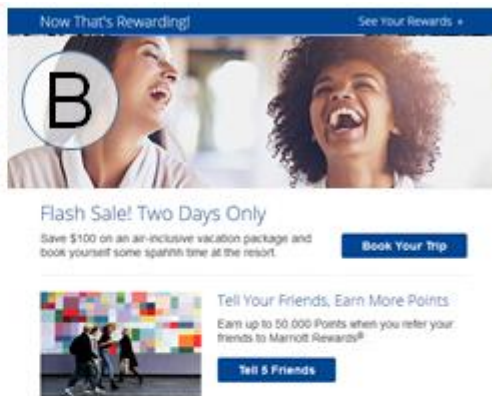 Now That's Rewarding!
See Your Rewards +
B
Flash Sale! Two Days Only
Save $100 on an air-inclusive vacation package and
book yourself some spahhh time at the resort.
Book Your Trip
Tell Your Friends, Earn More Points
Earn up to 50,000 Points when you refer your
friends to Marriott Rewards®
Tell 5 Friends